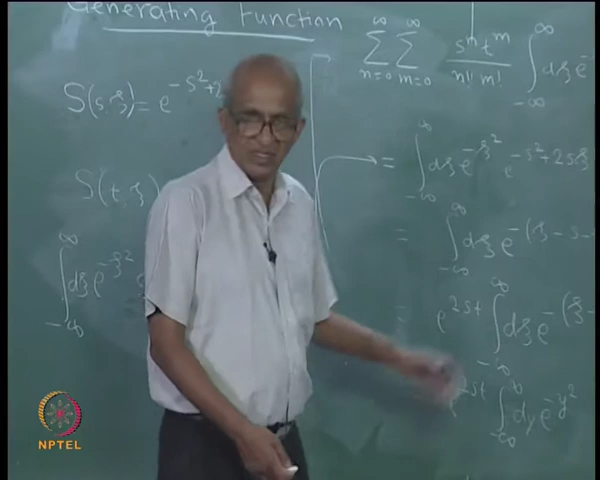 Generating Function
S(s,ξ) = e^{-s²+2
S(t,ξ)
∫_{-∞}^{∞} dξ e^{-ξ²}
∑_{n=0}^{∞} ∑_{m=0}^{∞} s^n t^m / n! m! ∫_{-∞}^{∞} dξ e^-
= ∫_{-∞}^{∞} dξ e^{-ξ²} e^{-s²+2sξ
= ∫_{-∞}^{∞} dξ e^{-(ξ-s-
= e^{2st} ∫_{-∞}^{∞} dξ e^{-(ξ-
2st ∫_{-∞}^{∞} dy e^{-y²}
NPTEL